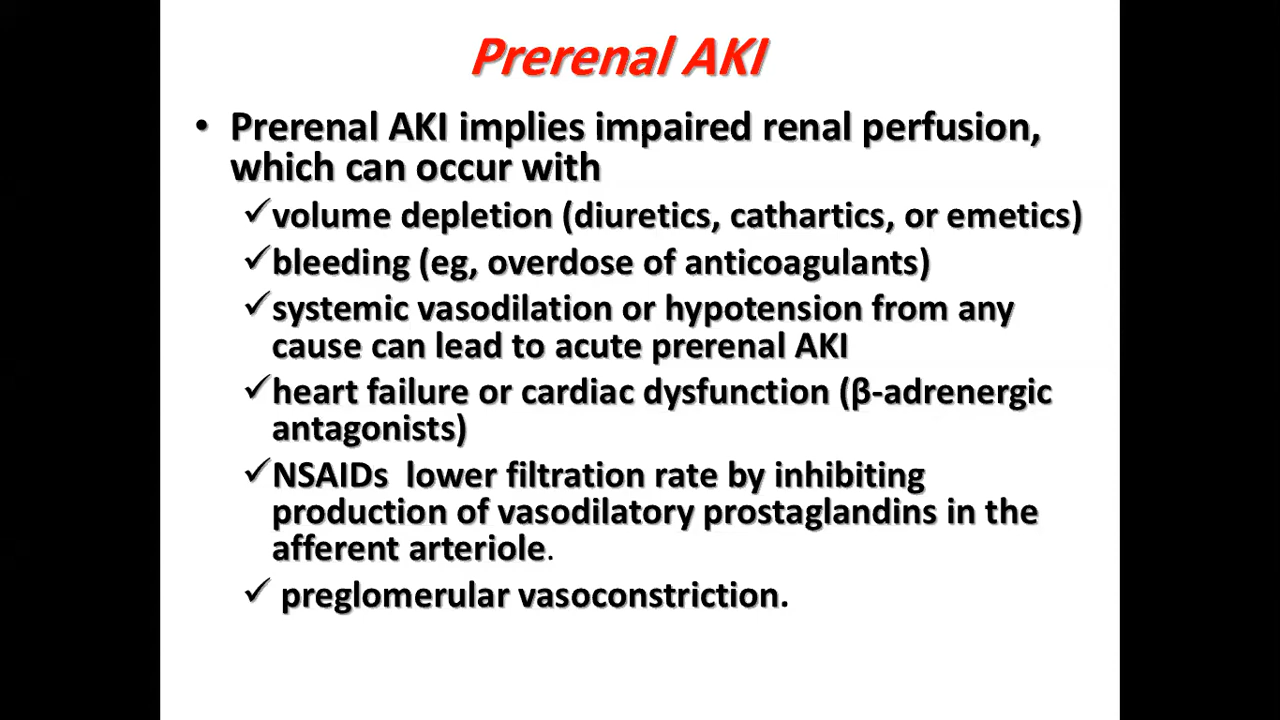 Prerenal AKI
• Prerenal AKI implies impaired renal perfusion,
which can occur with
✓volume depletion (diuretics, cathartics, or emetics)
✓bleeding (eg, overdose of anticoagulants)
✓systemic vasodilation or hypotension from any
cause can lead to acute prerenal AKI
✓heart failure or cardiac dysfunction (β-adrenergic
antagonists)
✓NSAIDs  lower filtration rate by inhibiting
production of vasodilatory prostaglandins in the
afferent arteriole.
✓ preglomerular vasoconstriction.